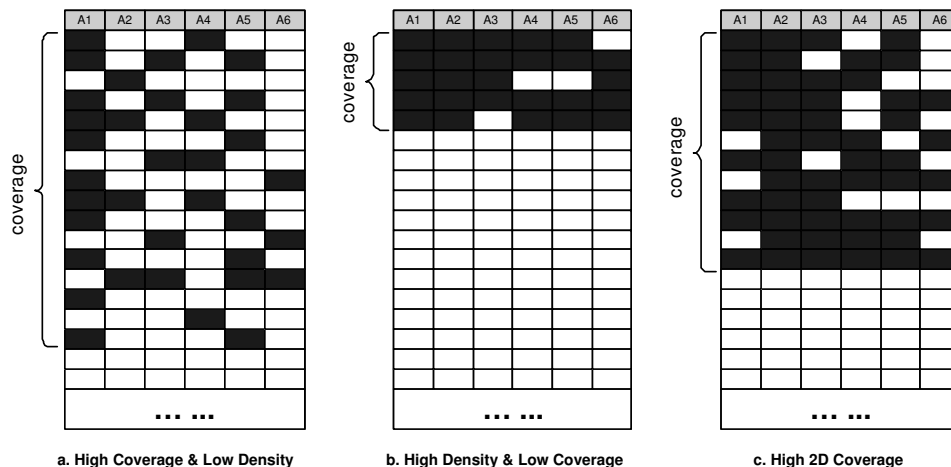 A1 A2 A3 A4 A5 A6
coverage
... ...
a. High Coverage & Low Density
A1 A2 A3 A4 A5 A6
coverage
... ...
b. High Density & Low Coverage
A1 A2 A3 A4 A5 A6
coverage
... ...
c. High 2D Coverage